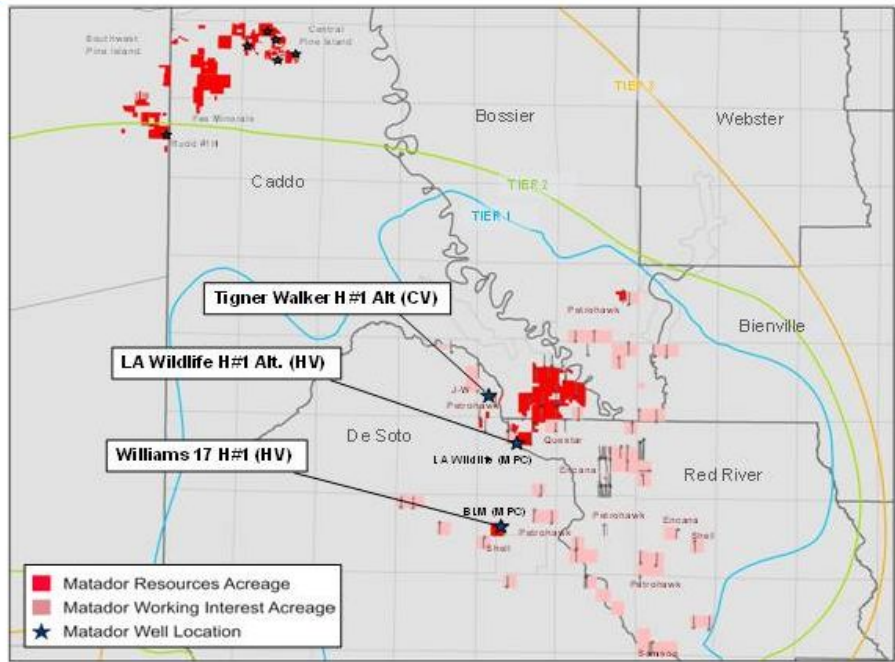 Southwest
Pine Island
Central
Pine Island
TIER 3
Bossier
Webster
Fee Minerals
Rudd #1H
Caddo
TIER 2
TIER 1
Tigner Walker H #1 Alt (CV)
Petrohawk
Bienville
LA Wildlife H#1 Alt. (HV)
J-W
Petrohawk
De Soto
Questar
Williams 17 H#1 (HV)
LA Wildlife (MPC)
Encana
Red River
BLM (MPC)
Petrohawk
Petrohawk
Encana
Shell
Shell
Petrohawk
Samson
Matador Resources Acreage
Matador Working Interest Acreage
Matador Well Location